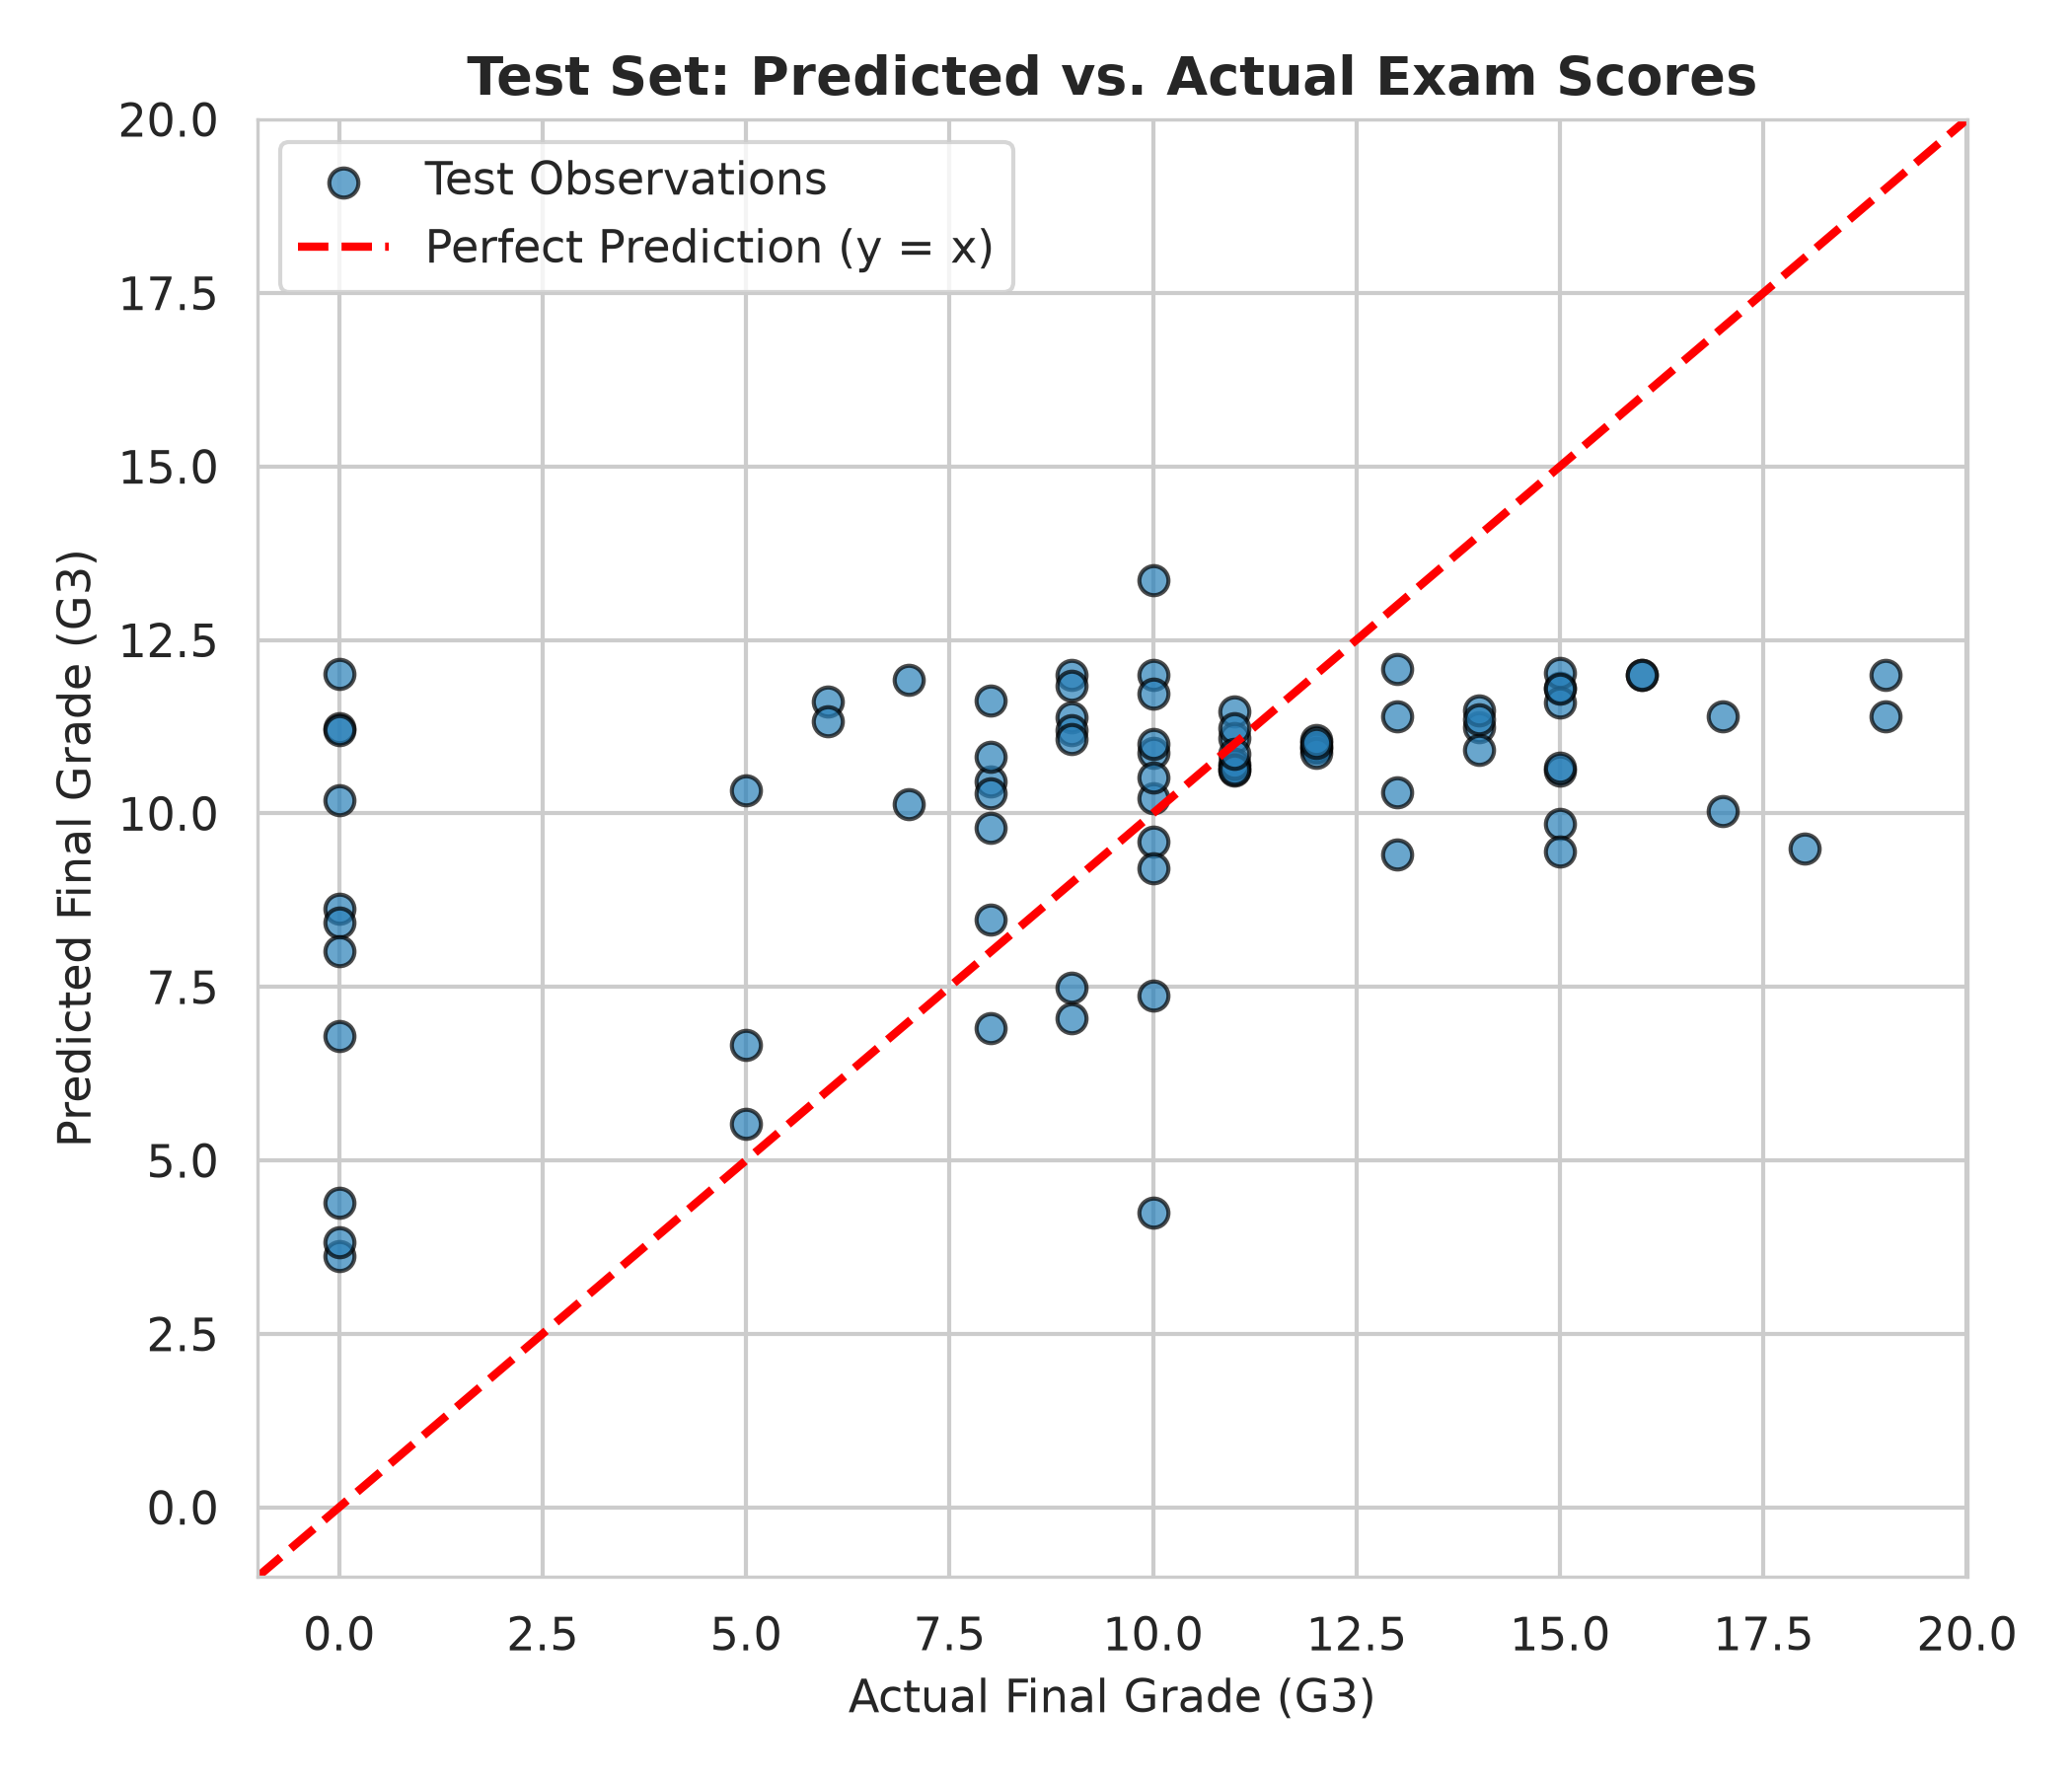 Test Set: Predicted vs. Actual Exam Scores
Test Observations
Perfect Prediction (y = x)
Predicted Final Grade (G3)
20.0
17.5
15.0
12.5
10.0
7.5
5.0
2.5
0.0
0.0 2.5 5.0 7.5 10.0 12.5 15.0 17.5 20.0
Actual Final Grade (G3)